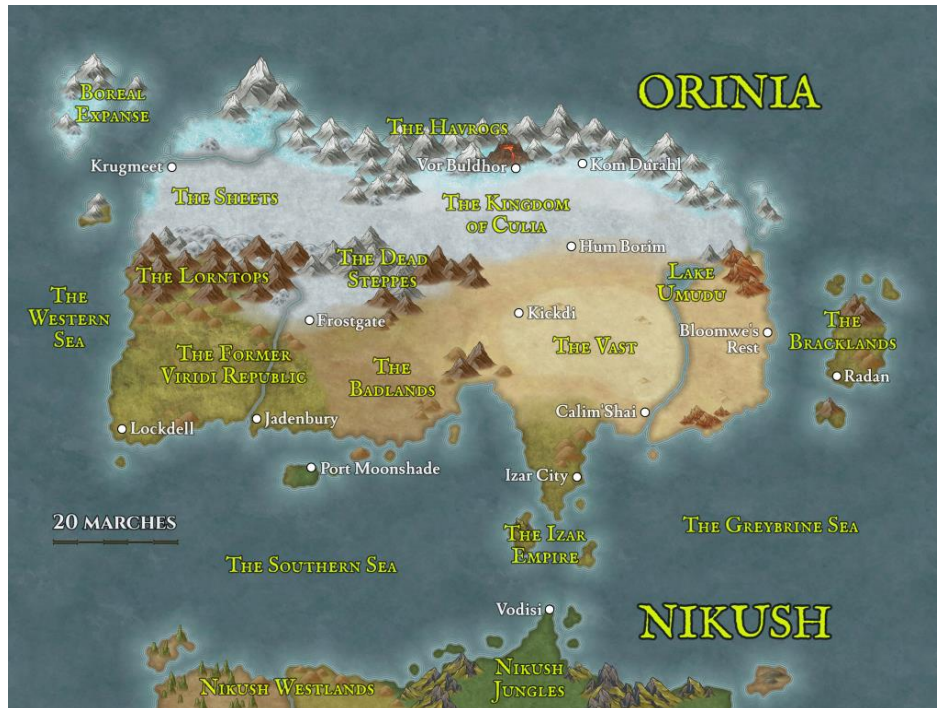 ORINIA
BOREAL
EXPANSE
THE HAVROGS
Krugmeet
Vor Buldhor
Kom Durahl
THE SHEETS
THE KINGDOM
OF CULIA
Hum Borim
THE LORNTOPS
THE DEAD
STEPPES
LAKE
UMUDU
THE
WESTERN
SEA
Frostgate
Kickdi
Bloomwe's
Rest
THE
BRACKLANDS
THE FORMER
VIRIDI REPUBLIC
THE
BADLANDS
THE VAST
Radan
Lockdell
Jadenbury
Calim'Shai
Port Moonshade
Izar City
20 MARCHES
THE IZAR
EMPIRE
THE GREYBRINE SEA
THE SOUTHERN SEA
Vodisi
NIKUSH
NIKUSH WESTLANDS
NIKUSH
JUNGLES